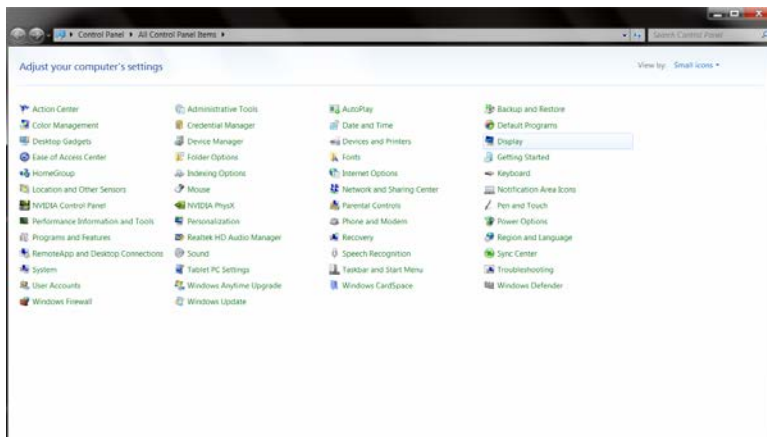 Control Panel All Control Panel Items
Search Control Panel
Adjust your computer's settings
View by: Small icons
Action Center Administrative Tools AutoPlay Backup and Restore
Color Management Credential Manager Date and Time Default Programs
Desktop Gadgets Device Manager Devices and Printers Display
Ease of Access Center Folder Options Fonts Getting Started
HomeGroup Indexing Options Internet Options Keyboard
Location and Other Sensors Mouse Network and Sharing Center Notification Area Icons
NVIDIA Control Panel NVIDIA PhysX Parental Controls Pen and Touch
Performance Information and Tools Personalization Phone and Modem Power Options
Programs and Features Realtek HD Audio Manager Recovery Region and Language
RemoteApp and Desktop Connections Sound Speech Recognition Sync Center
System Tablet PC Settings Taskbar and Start Menu Troubleshooting
User Accounts Windows Anytime Upgrade Windows CardSpace Windows Defender
Windows Firewall Windows Update